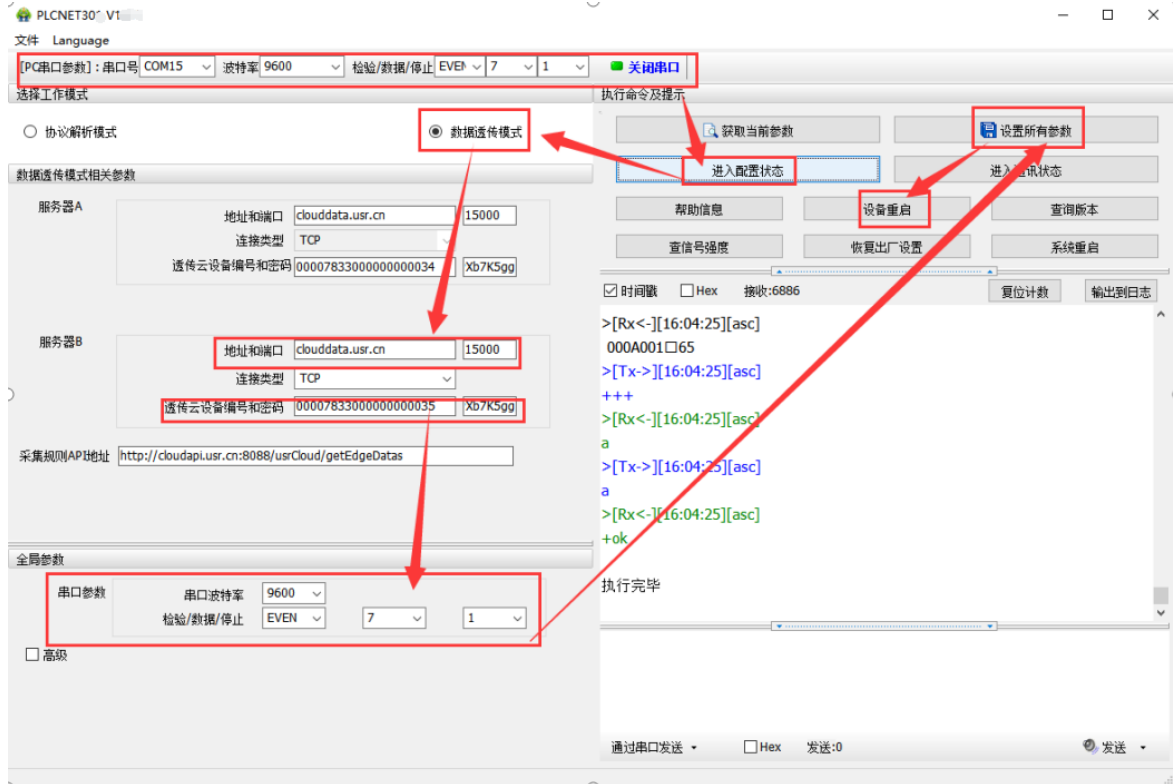 PLCNET301 V1
文件 Language
[PC串口参数]：串口号 COM15 波特率 9600 检验/数据/停止 EVEN 7 1 关闭串口
选择工作模式
协议解析模式 数据透传模式
数据透传模式相关参数
服务器A
地址和端口 clouddata.usr.cn 15000
连接类型 TCP
透传云设备编号和密码 00007833000000000034 Xb7K5gg
服务器B
地址和端口 clouddata.usr.cn 15000
连接类型 TCP
透传云设备编号和密码 00007833000000000035 Xb7K5gg
采集规则API地址 http://cloudapi.usr.cn:8088/usrCloud/getEdgeDatas
全局参数
串口参数
串口波特率 9600
检验/数据/停止 EVEN 7 1
高级
执行命令及提示
获取当前参数 设置所有参数
进入配置状态 进入通讯状态
帮助信息 设备重启 查询版本
查信号强度 恢复出厂设置 系统重启
时间戳 Hex 接收:6886 复位计数 输出到日志
>[Rx<-][16:04:25][asc]
000A001□65
>[Tx->][16:04:25][asc]
+++
>[Rx<-][16:04:25][asc]
a
>[Tx->][16:04:25][asc]
a
>[Rx<-][16:04:25][asc]
+ok
执行完毕
通过串口发送 Hex 发送:0 发送